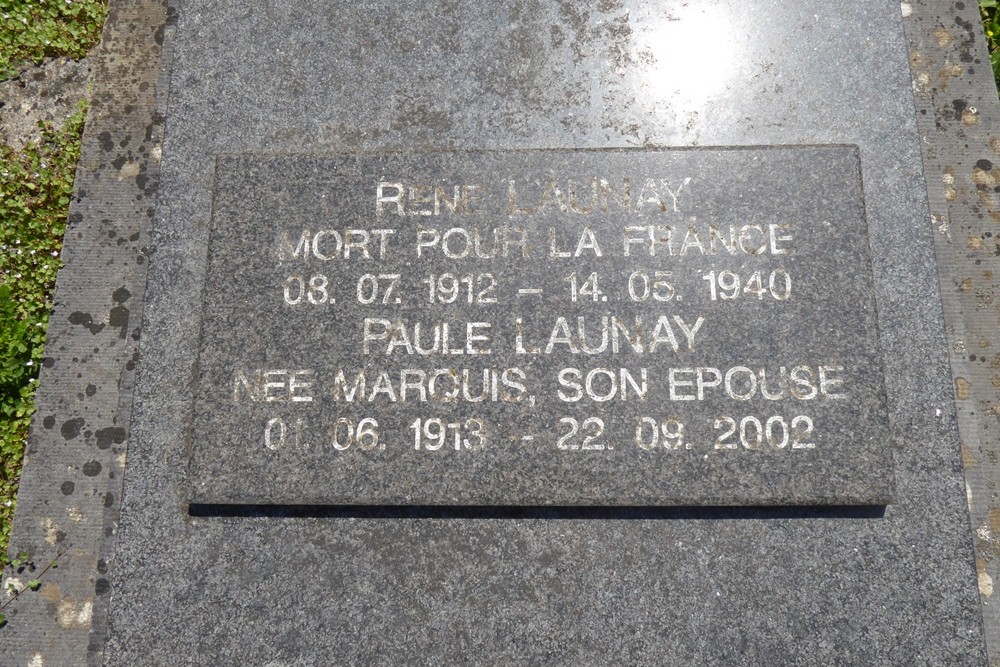 RENE LAUNAY
MORT POUR LA FRANCE
08. 07. 1912 – 14. 05. 1940
PAULE LAUNAY
NEE MARQUIS, SON EPOUSE
01. 06. 1913 – 22. 09. 2002